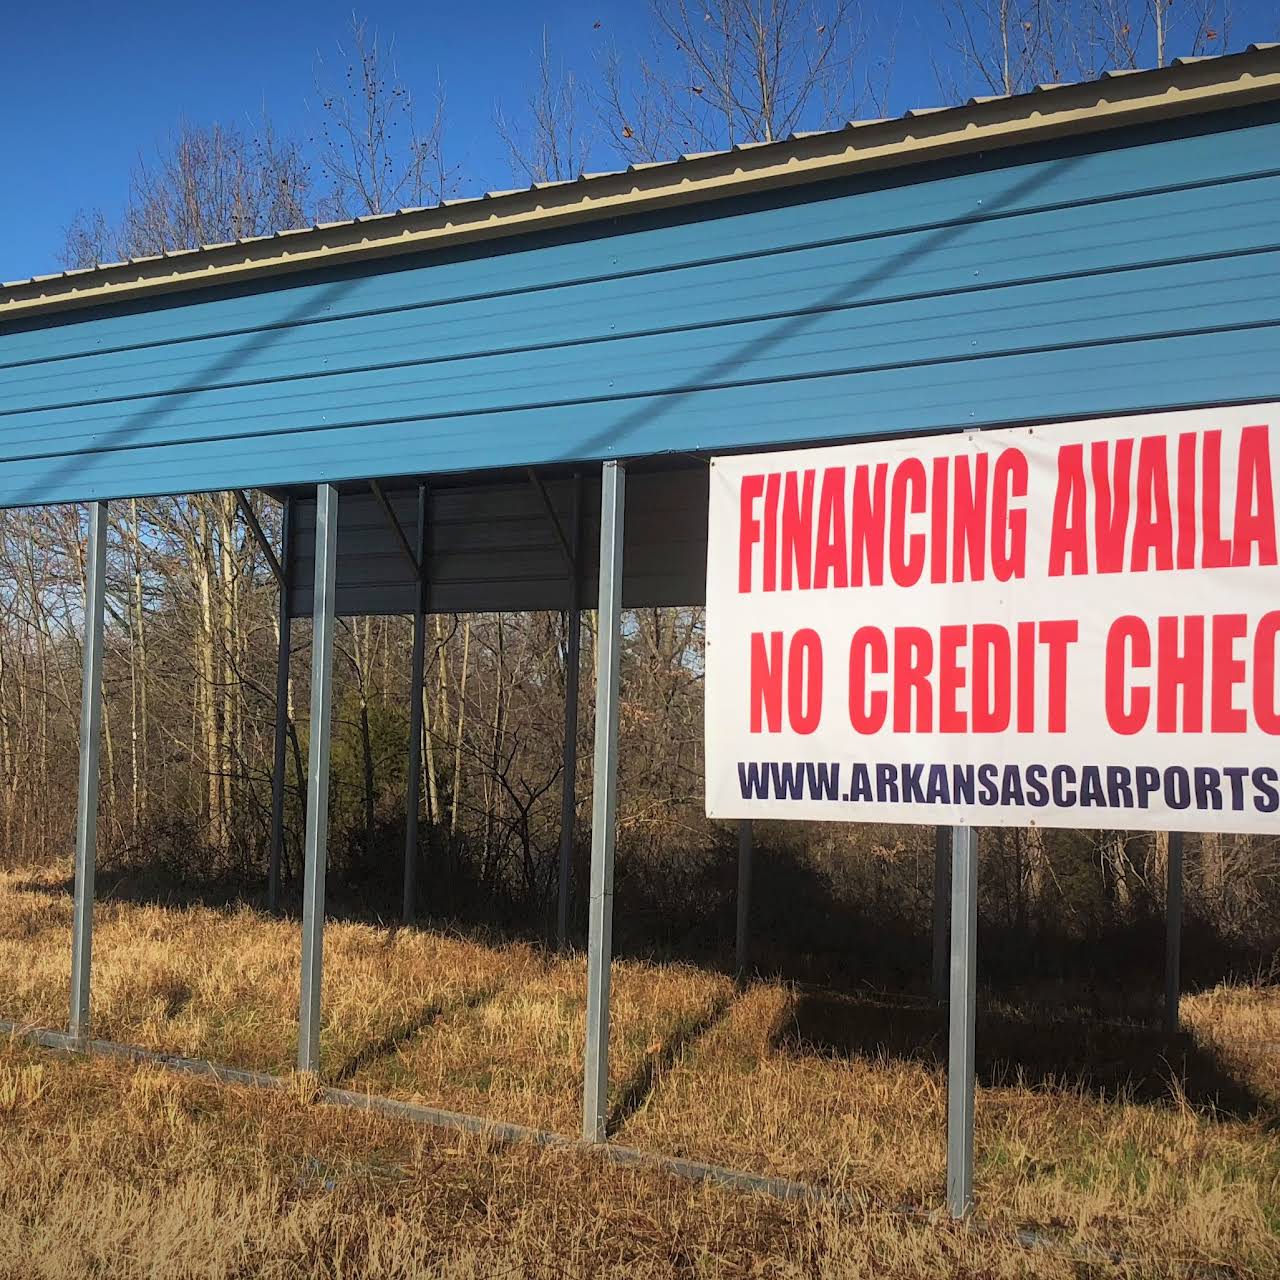 FINANCING AVAILA
NO CREDIT CHEC
WWW.ARKANSASCARPORTS